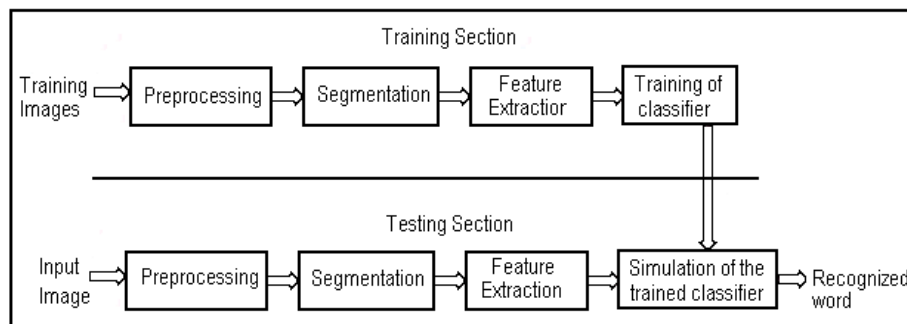 Training Section
Training
Images
Preprocessing
Segmentation
Feature
Extractior
Training of
classifier
Testing Section
Input
Image
Preprocessing
Segmentation
Feature
Extraction
Simulation of the
trained classifier
Recognized
word